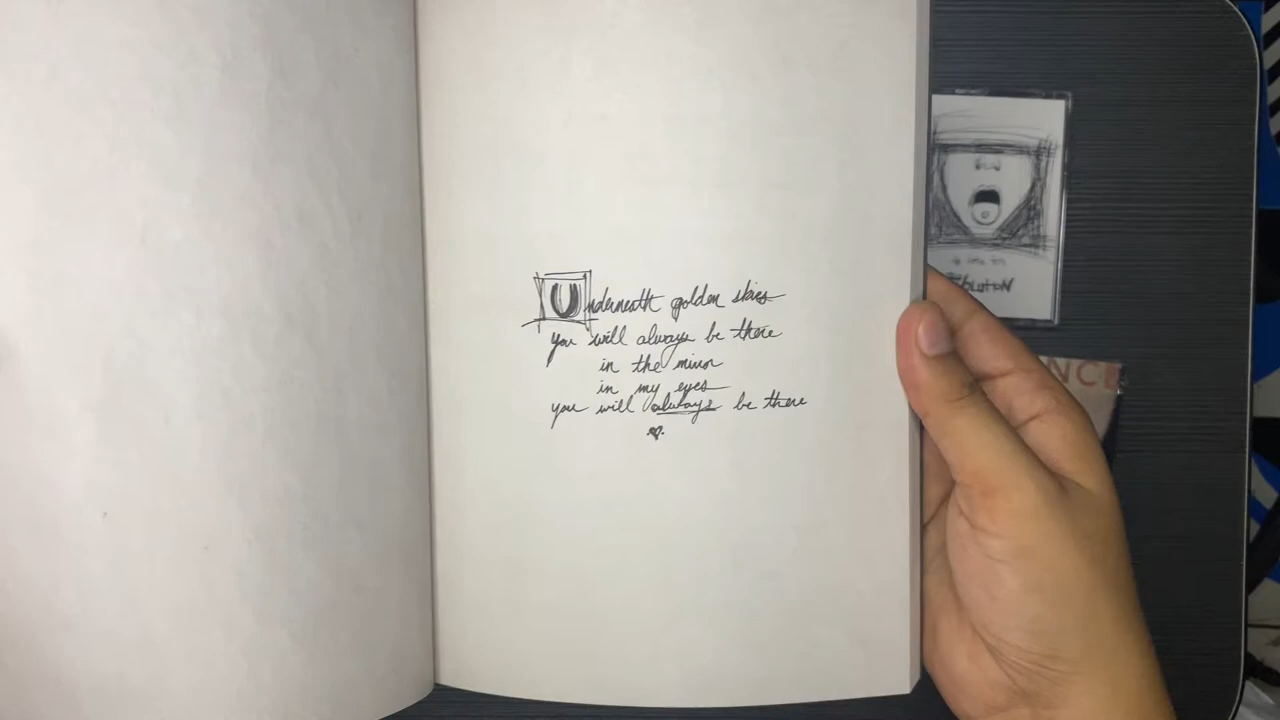 Underneath golden skies
you will always be there
in the mirror
in my eyes
you will always be there
NCE